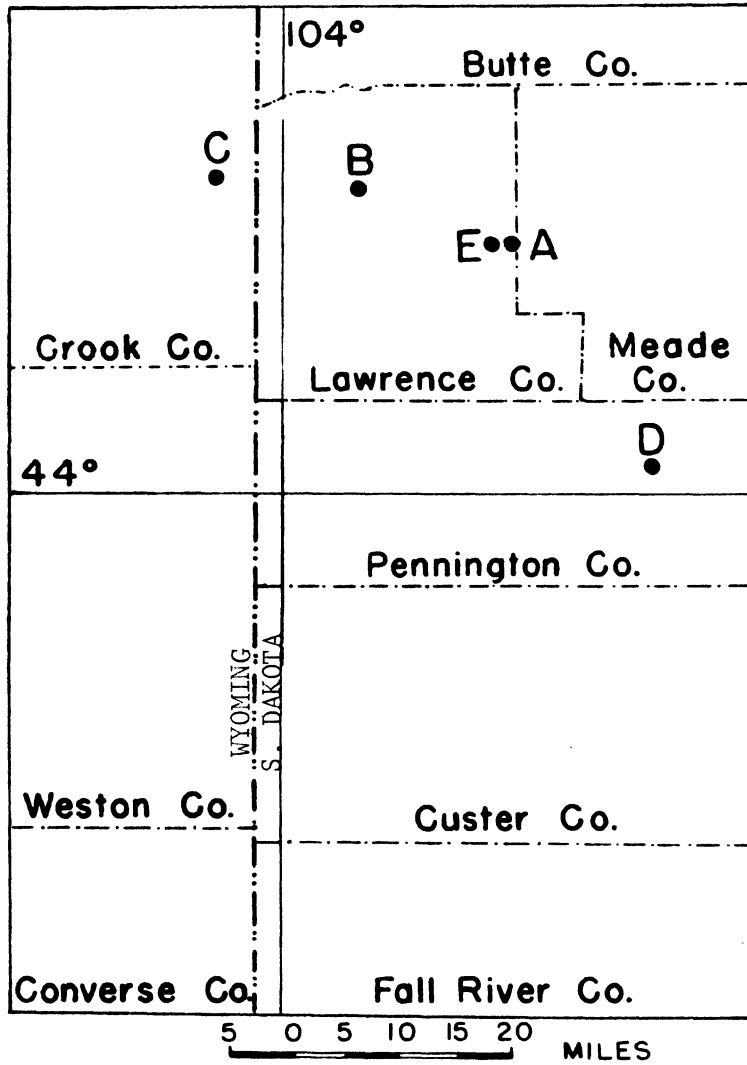 104°
Butte Co.
C
B
E A
Crook Co.
Meade
Lawrence Co. Co.
D
44°
Pennington Co.
WYOMING
S. DAKOTA
Weston Co.
Custer Co.
Converse Co.
Fall River Co.
5 0 5 10 15 20
MILES